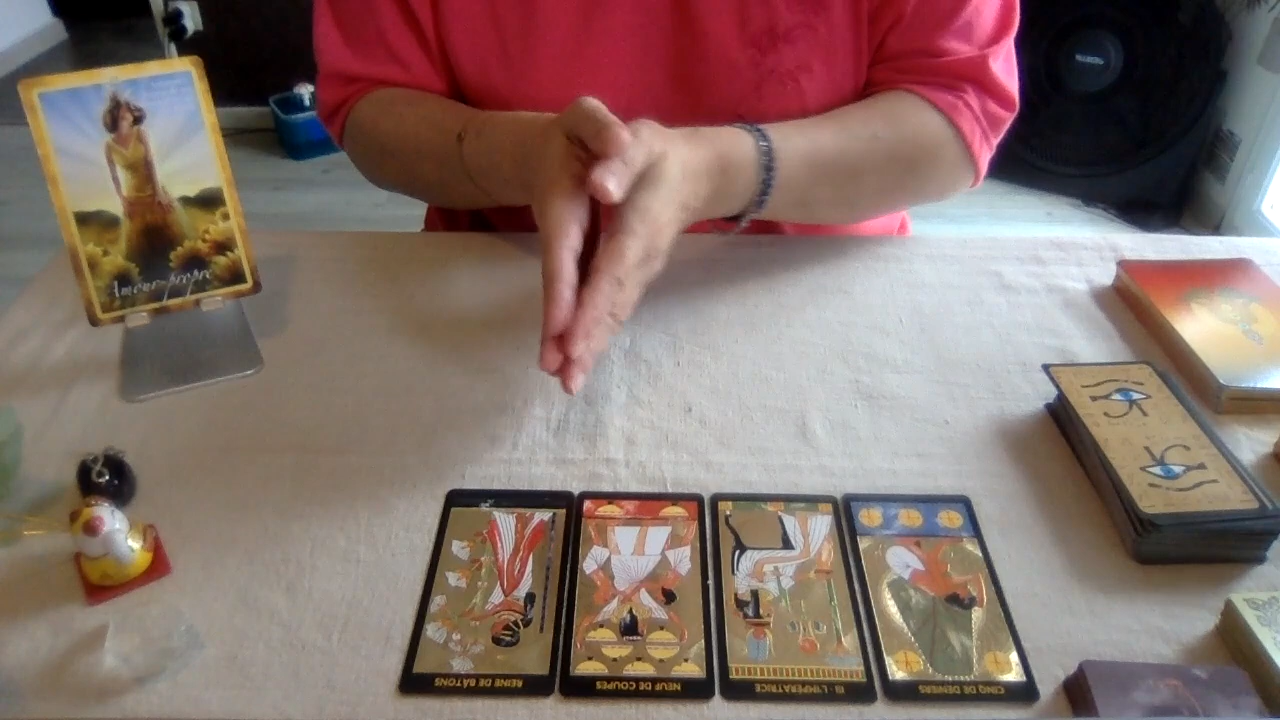 Amour-propre
REINE DE BÂTONS
NEUF DE COUPES
III - L'IMPÉRATRICE
CINQ DE DENIERS